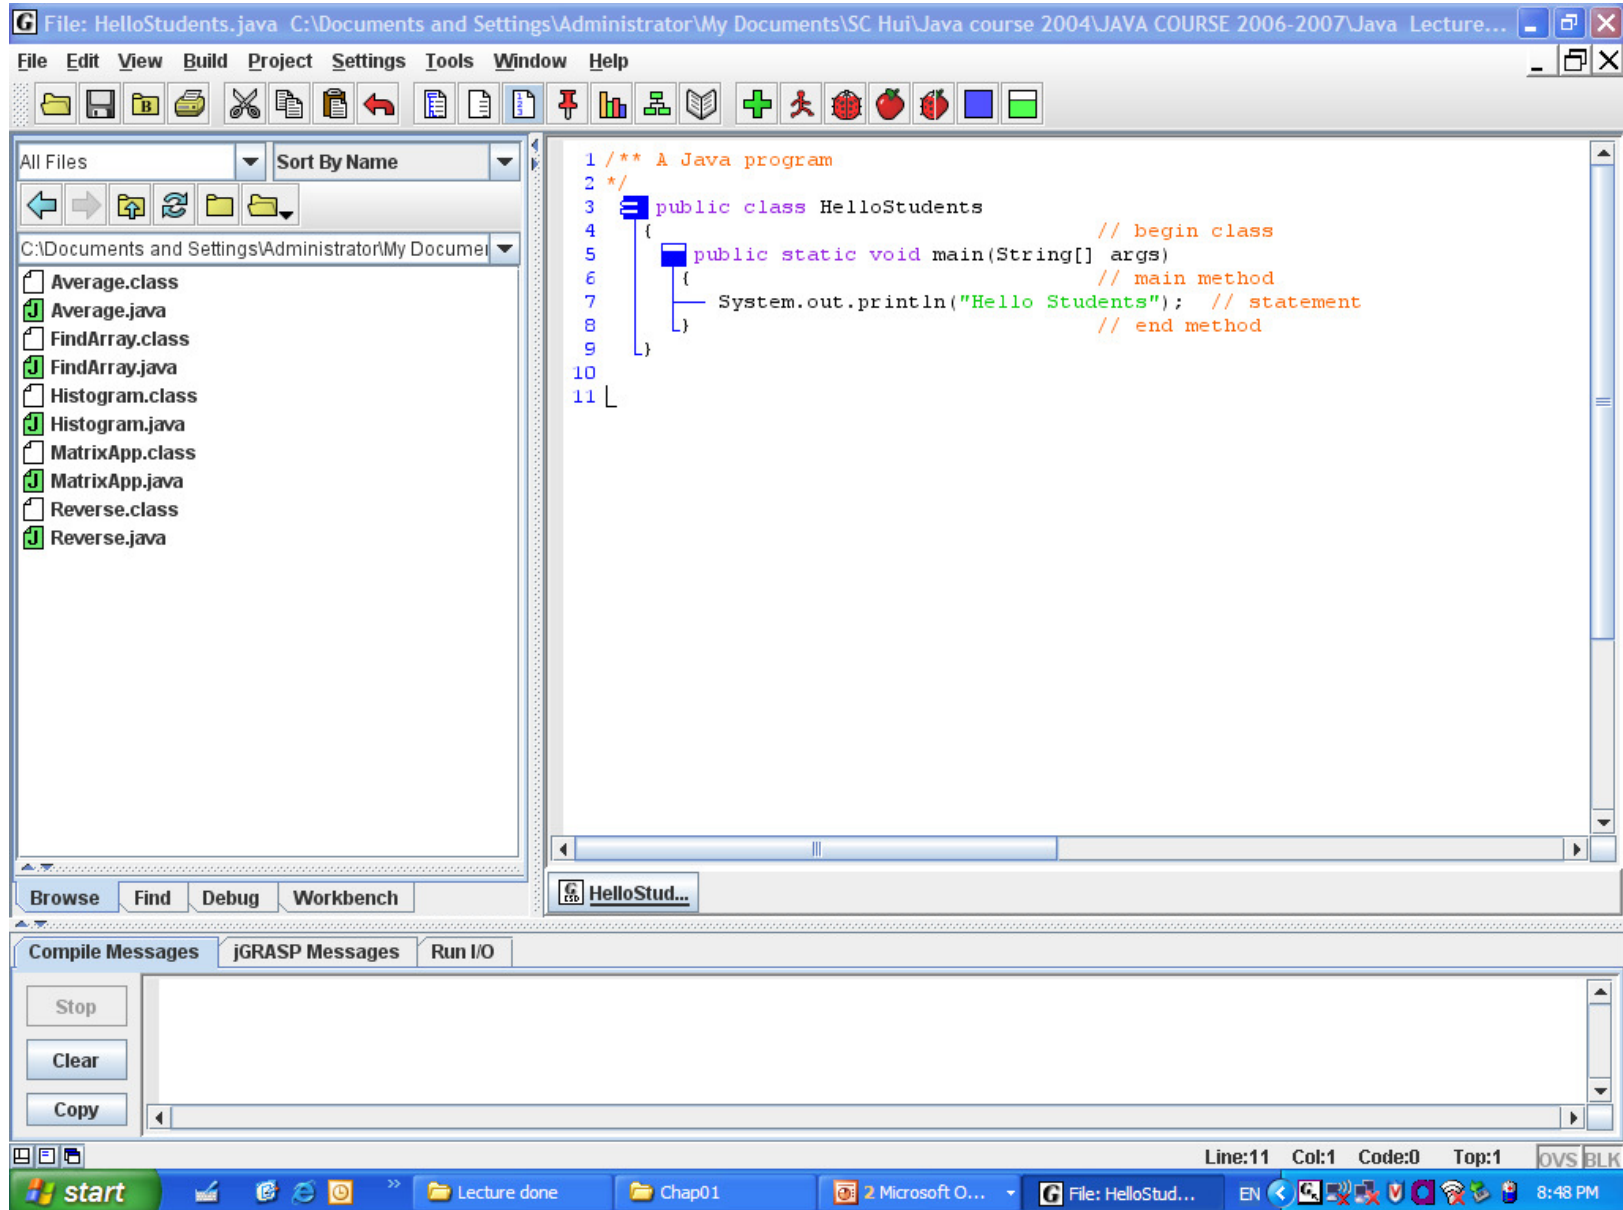 File: HelloStudents.java C:\Documents and Settings\Administrator\My Documents\SC Hui\Java course 2004\JAVA COURSE 2006-2007\Java Lecture...
File Edit View Build Project Settings Tools Window Help
All Files Sort By Name
C:\Documents and Settings\Administrator\My Documei
Average.class
Average.java
FindArray.class
FindArray.java
Histogram.class
Histogram.java
MatrixApp.class
MatrixApp.java
Reverse.class
Reverse.java
Browse Find Debug Workbench
1 /** A Java program
2 */
3 public class HelloStudents
4 { // begin class
5 public static void main(String[] args)
6 { // main method
7 System.out.println("Hello Students"); // statement
8 } // end method
9 }
10
11
HelloStud...
Compile Messages jGRASP Messages Run I/O
Stop
Clear
Copy
Line:11 Col:1 Code:0 Top:1 OVS BLK
start Lecture done Chap01 2 Microsoft O... File: HelloStud... EN 8:48 PM